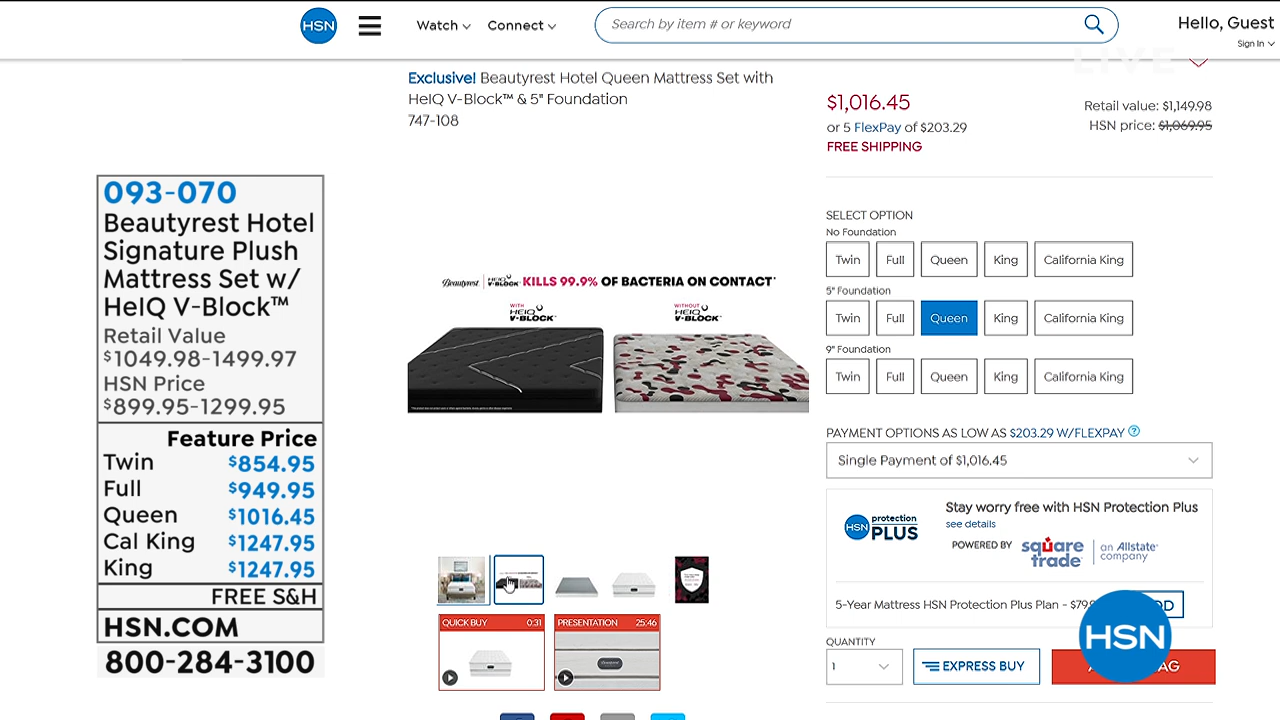 HSN
Watch
Connect
Search by item # or keyword
Hello, Guest
Sign In
LIVE
Exclusive! Beautyrest Hotel Queen Mattress Set with
HeIQ V-Block™ & 5" Foundation
747-108
$1,016.45
or 5 FlexPay of $203.29
FREE SHIPPING
Retail value: $1,149.98
HSN price: $1,069.95
093-070
Beautyrest Hotel
Signature Plush
Mattress Set w/
HeIQ V-Block™
Retail Value
$1049.98-1499.97
HSN Price
$899.95-1299.95
Feature Price
Twin $854.95
Full $949.95
Queen $1016.45
Cal King $1247.95
King $1247.95
FREE S&H
HSN.COM
800-284-3100
Beautyrest HEIQ V-BLOCK KILLS 99.9% OF BACTERIA ON CONTACT*
WITH
HEIQ
V-BLOCK™
WITHOUT
HEIQ
V-BLOCK™
QUICK BUY 0:31
PRESENTATION 25:46
SELECT OPTION
No Foundation
Twin Full Queen King California King
5" Foundation
Twin Full Queen King California King
9" Foundation
Twin Full Queen King California King
PAYMENT OPTIONS AS LOW AS $203.29 W/FLEXPAY ?
Single Payment of $1,016.45
HSN protection PLUS
Stay worry free with HSN Protection Plus
see details
POWERED BY square trade an Allstate company
5-Year Mattress HSN Protection Plus Plan - $79
HSN
QUANTITY
1
EXPRESS BUY